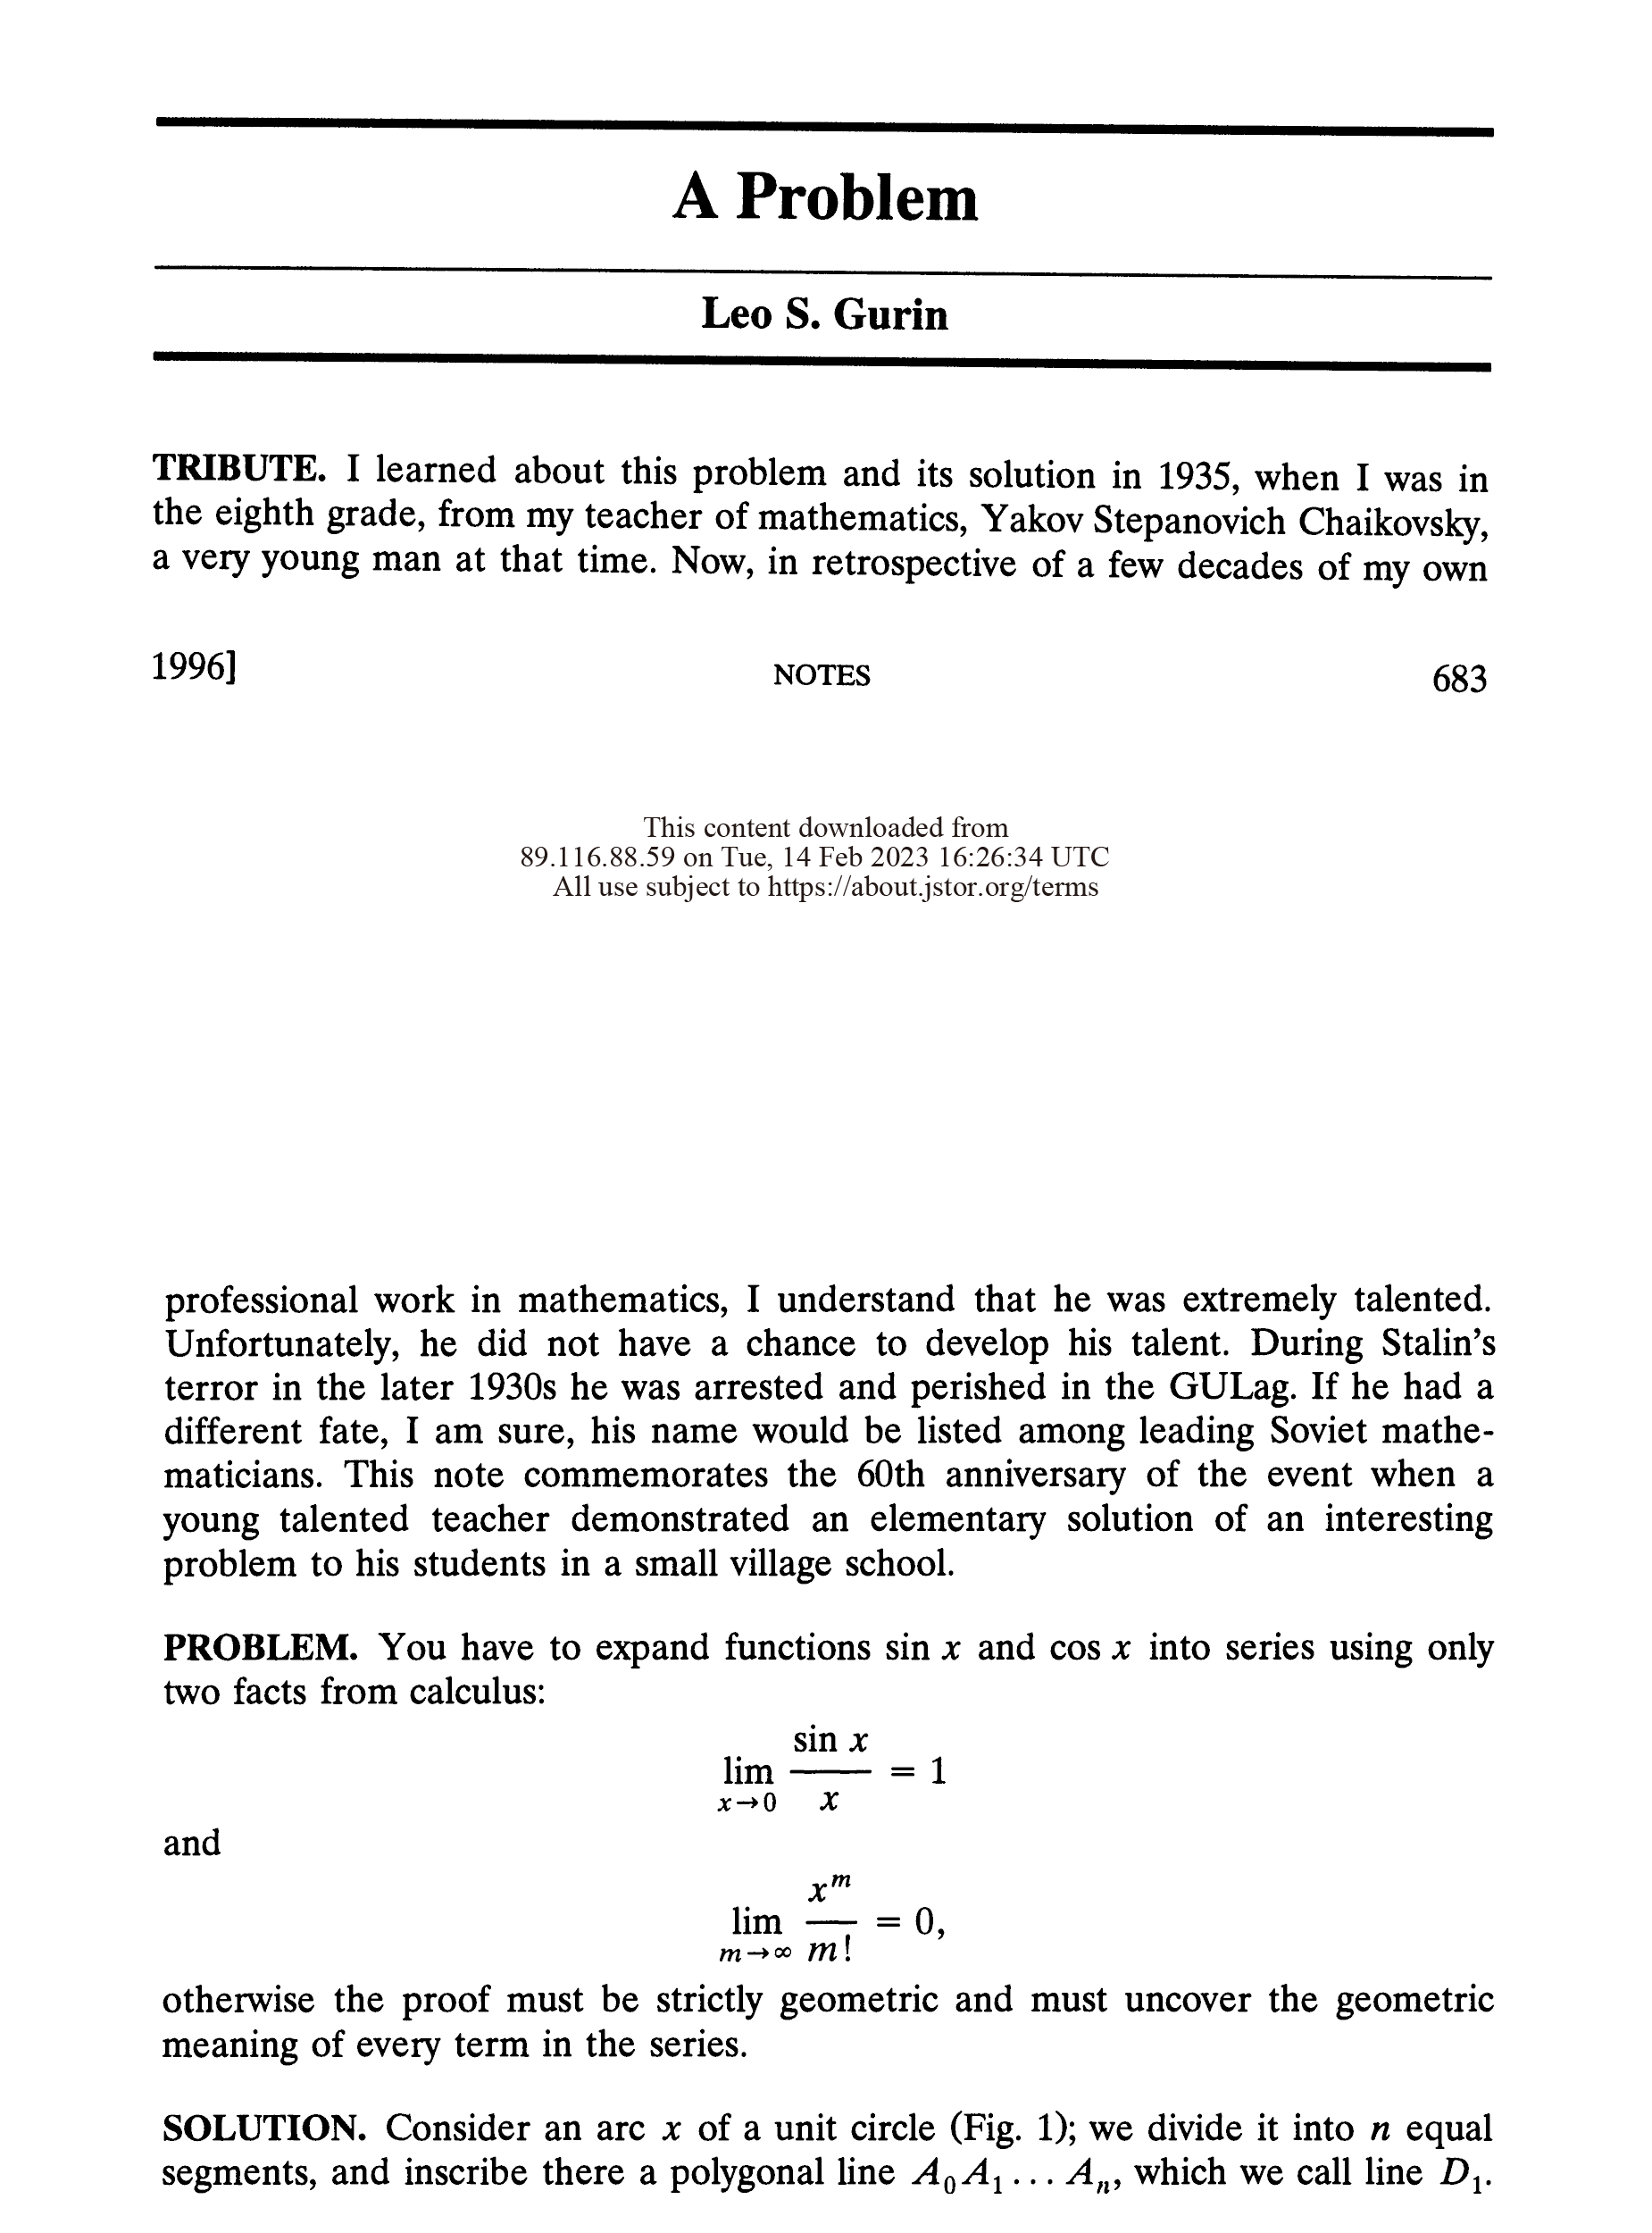 A Problem
Leo S. Gurin
TRIBUTE. I learned about this problem and its solution in 1935, when I was in
the eighth grade, from my teacher of mathematics, Yakov Stepanovich Chaikovsky,
a very young man at that time. Now, in retrospective of a few decades of my own
1996] NOTES 683
This content downloaded from
89.116.88.59 on Tue, 14 Feb 2023 16:26:34 UTC
All use subject to https://about.jstor.org/terms
professional work in mathematics, I understand that he was extremely talented.
Unfortunately, he did not have a chance to develop his talent. During Stalin's
terror in the later 1930s he was arrested and perished in the GULag. If he had a
different fate, I am sure, his name would be listed among leading Soviet mathe-
maticians. This note commemorates the 60th anniversary of the event when a
young talented teacher demonstrated an elementary solution of an interesting
problem to his students in a small village school.
PROBLEM. You have to expand functions sin x and cos x into series using only
two facts from calculus:
lim_{x→0} \frac{sin x}{x} = 1
and
lim_{m→∞} \frac{x^m}{m!} = 0,
otherwise the proof must be strictly geometric and must uncover the geometric
meaning of every term in the series.
SOLUTION. Consider an arc x of a unit circle (Fig. 1); we divide it into n equal
segments, and inscribe there a polygonal line A₀A₁...Aₙ, which we call line D₁.